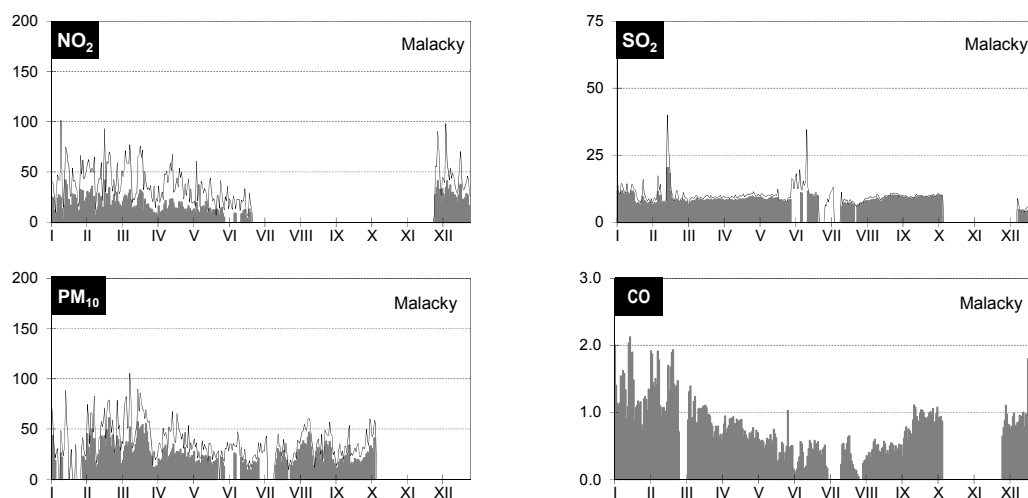 NO₂
Malacky
200
150
100
50
0
I II III IV V VI VII VIII IX X XI XII
SO₂
Malacky
75
50
25
0
I II III IV V VI VII VIII IX X XI XII
PM₁₀
Malacky
200
150
100
50
0
I II III IV V VI VII VIII IX X XI XII
CO
Malacky
3.0
2.0
1.0
0.0
I II III IV V VI VII VIII IX X XI XII